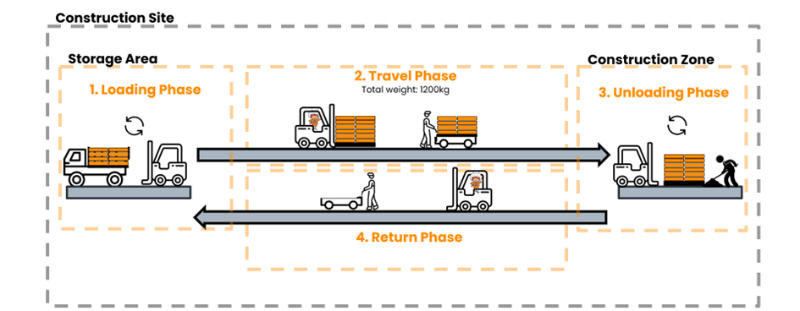 Construction Site
Storage Area
Construction Zone
1. Loading Phase
2. Travel Phase
Total weight: 1200kg
3. Unloading Phase
4. Return Phase